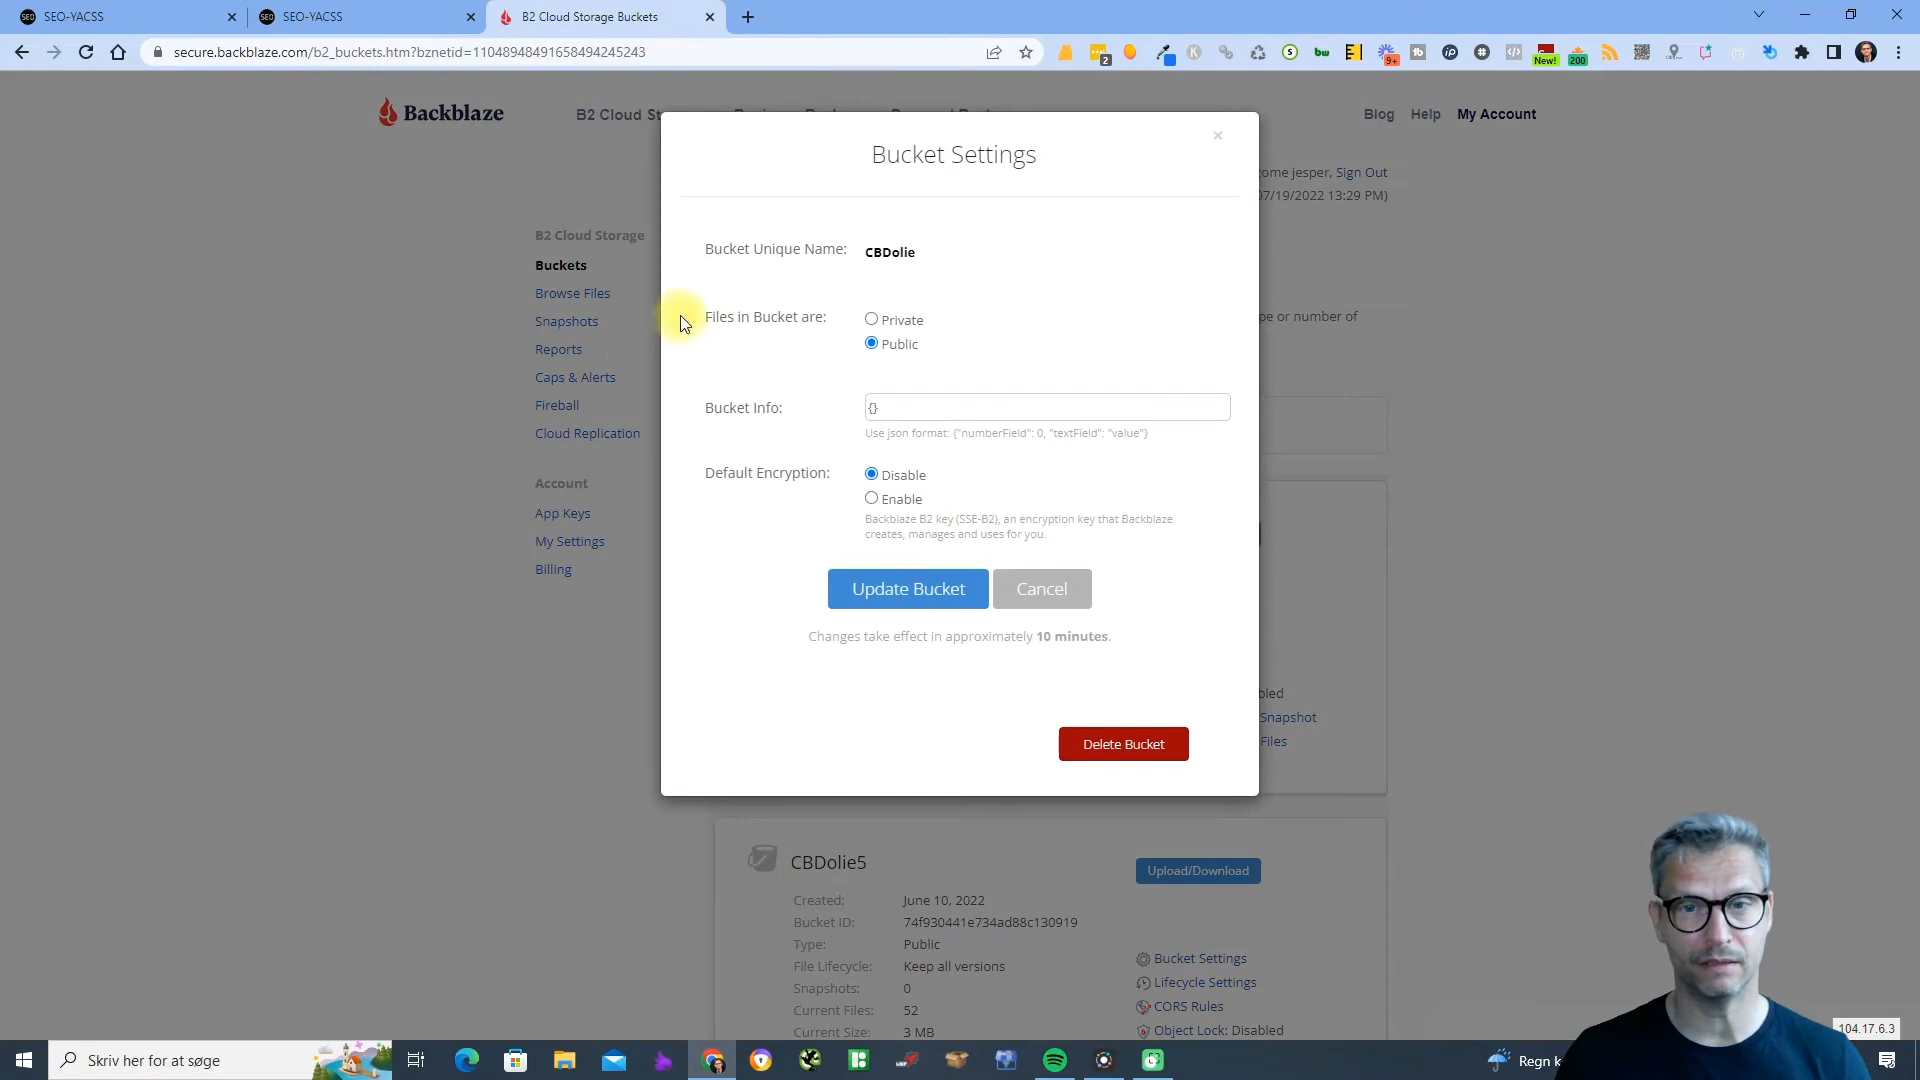 SEO-YACSS
SEO-YACSS
B2 Cloud Storage Buckets
secure.backblaze.com/b2_buckets.htm?bznetid=11048948491658494245243
2
9+
New!
200
Backblaze
B2 Cloud St
Blog
Help
My Account
ome jesper, Sign Out
07/19/2022 13:29 PM)
B2 Cloud Storage
Buckets
Browse Files
Snapshots
Reports
Caps & Alerts
Fireball
Cloud Replication
Account
App Keys
My Settings
Billing
Bucket Settings
Bucket Unique Name: CBDolie
Files in Bucket are: Private
Public
Bucket Info: {}
Use json format: {"numberField": 0, "textField": "value"}
Default Encryption: Disable
Enable
Backblaze B2 key (SSE-B2), an encryption key that Backblaze
creates, manages and uses for you.
Update Bucket
Cancel
Changes take effect in approximately 10 minutes.
Delete Bucket
pe or number of
bled
Snapshot
Files
CBDolie5
Upload/Download
Created: June 10, 2022
Bucket ID: 74f930441e734ad88c130919
Type: Public
File Lifecycle: Keep all versions
Snapshots: 0
Current Files: 52
Current Size: 3 MB
Bucket Settings
Lifecycle Settings
CORS Rules
Object Lock: Disabled
104.17.6.3
Skriv her for at søge
Regn k